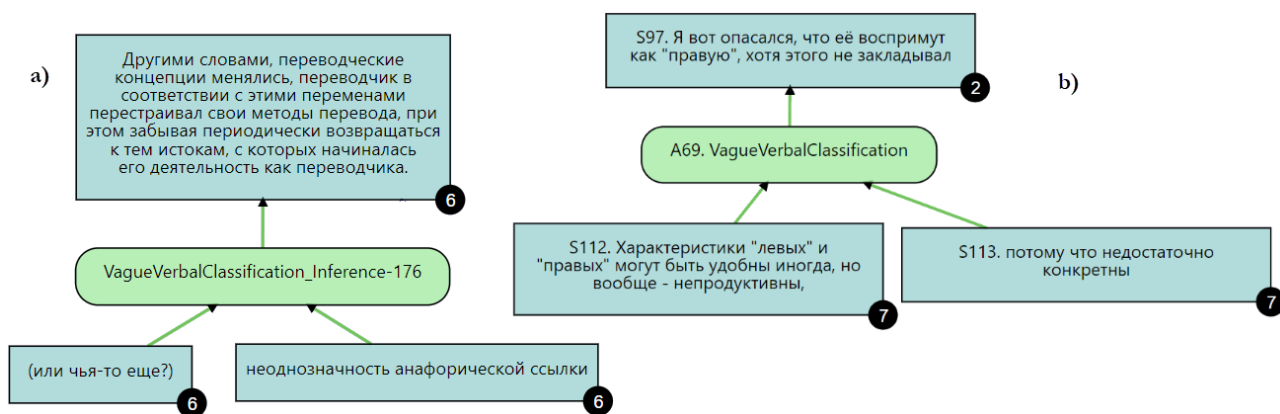 a)
Другими словами, переводческие
концепции менялись, переводчик в
соответствии с этими переменами
перестраивал свои методы перевода, при
этом забывая периодически возвращаться
к тем истокам, с которых начиналась
его деятельность как переводчика.
6
VagueVerbalClassification_Inference-176
(или чья-то еще?)
6
неоднозначность анафорической ссылки
6
b)
S97. Я вот опасался, что её воспримут
как "правую", хотя этого не закладывал
2
A69. VagueVerbalClassification
S112. Характеристики "левых" и
"правых" могут быть удобны иногда, но
вообще - непродуктивны,
7
S113. потому что недостаточно
конкретны
7